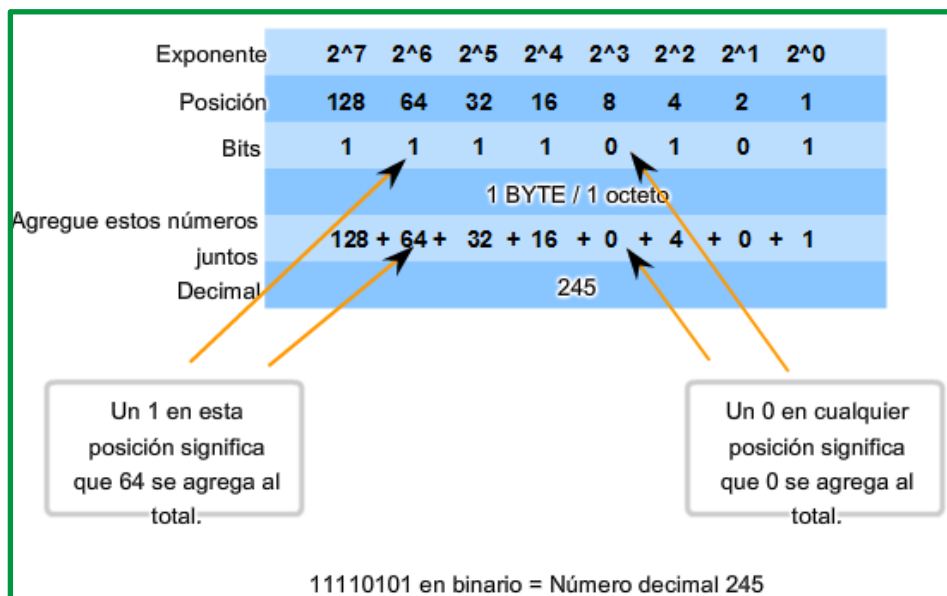 Exponente 2^7 2^6 2^5 2^4 2^3 2^2 2^1 2^0
Posición 128 64 32 16 8 4 2 1
Bits 1 1 1 1 0 1 0 1
1 BYTE / 1 octeto
Agregue estos números
juntos 128 + 64 + 32 + 16 + 0 + 4 + 0 + 1
Decimal 245
Un 1 en esta
posición significa
que 64 se agrega al
total.
Un 0 en cualquier
posición significa
que 0 se agrega al
total.
11110101 en binario = Número decimal 245